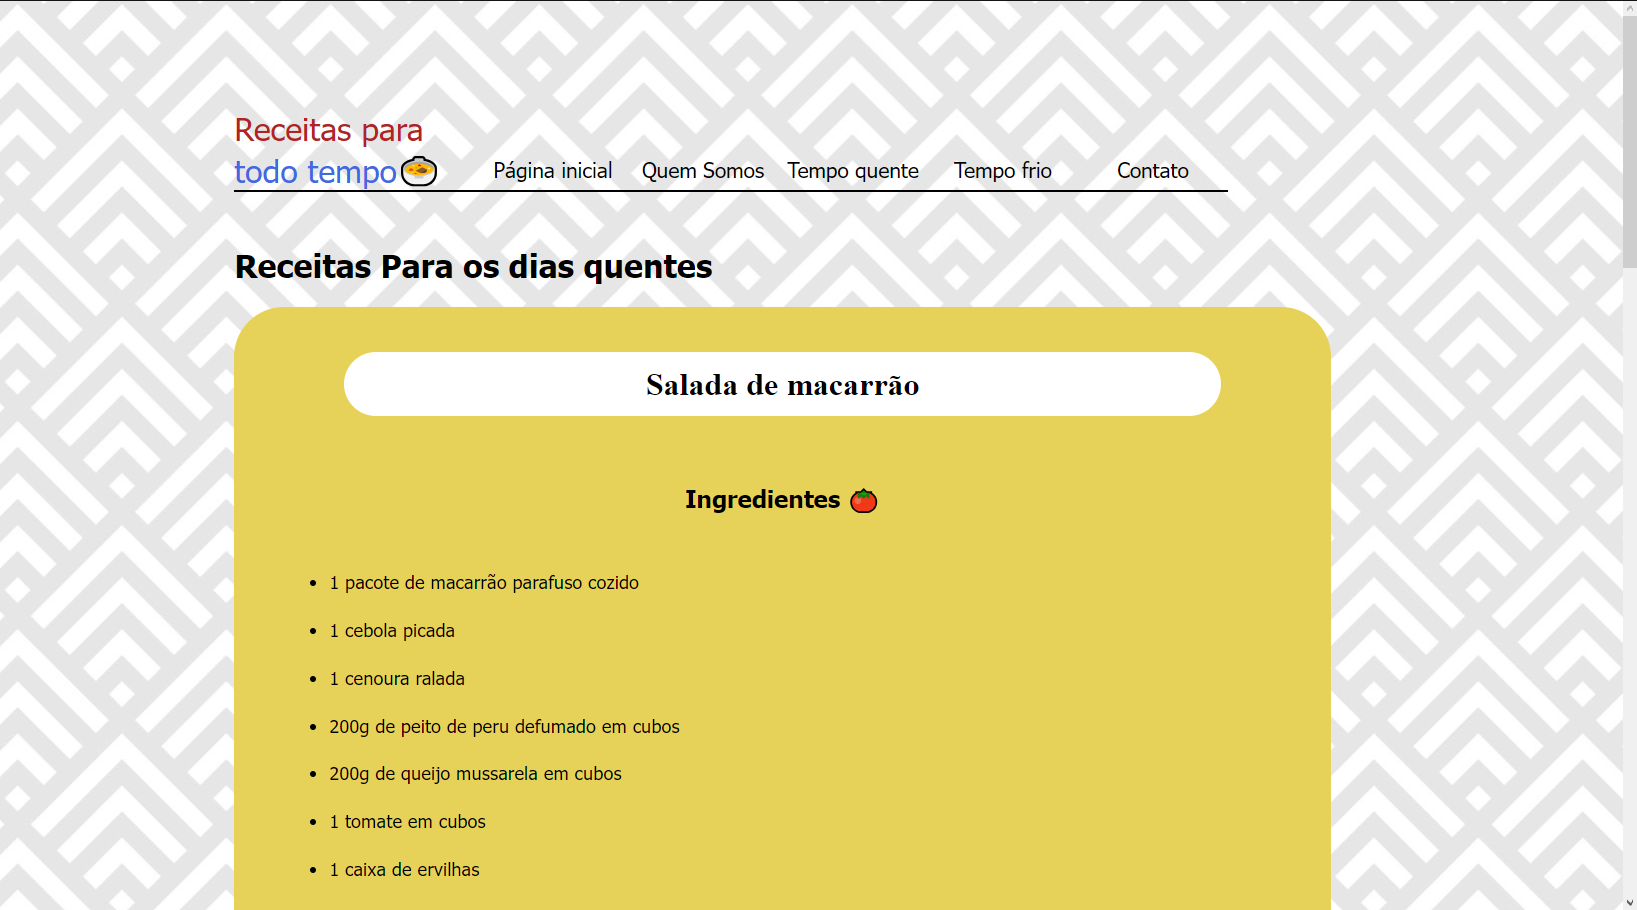 Receitas para
todo tempo
Página inicial Quem Somos Tempo quente Tempo frio Contato
Receitas Para os dias quentes
Salada de macarrão
Ingredientes
1 pacote de macarrão parafuso cozido
1 cebola picada
1 cenoura ralada
200g de peito de peru defumado em cubos
200g de queijo mussarela em cubos
1 tomate em cubos
1 caixa de ervilhas